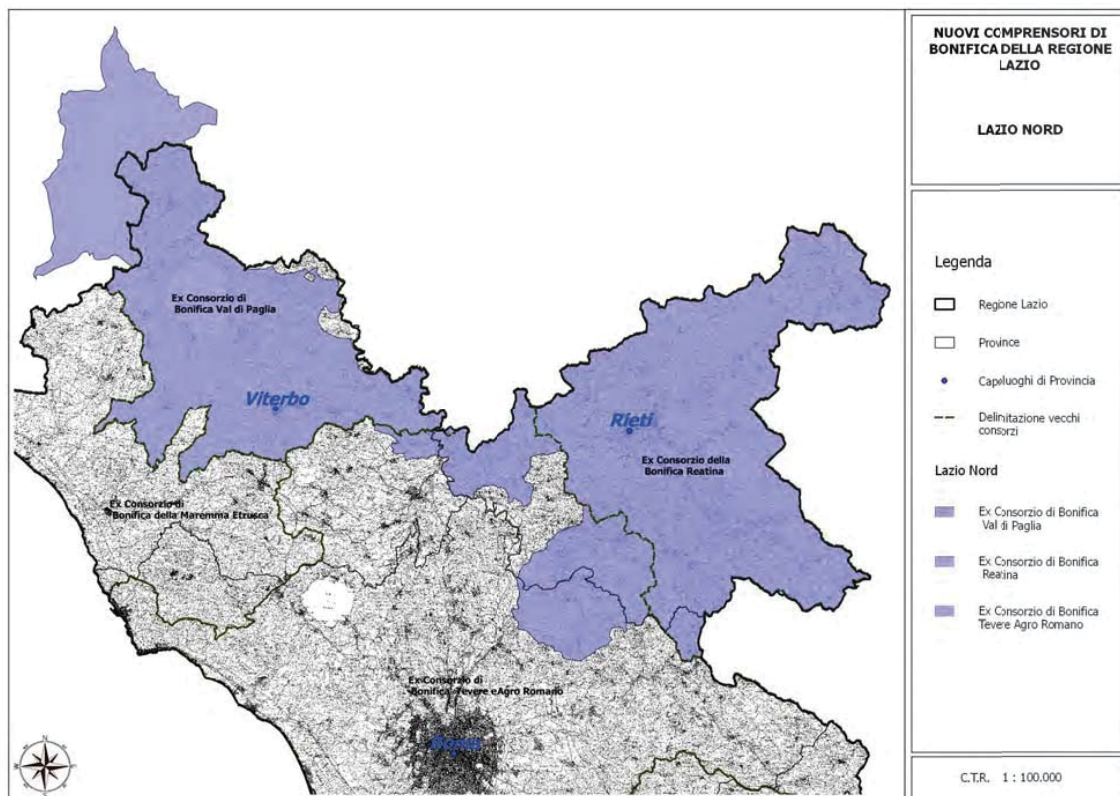 NUOVI COMPRENSORI DI
BONIFICA DELLA REGIONE
LAZIO
LAZIO NORD
Legenda
Regione Lazio
Province
Capoluoghi di Provincia
Delimitazione vecchi
consorzi
Lazio Nord
Ex Consorzio di Bonifica
Val di Paglia
Ex Consorzio di Bonifica
Reatina
Ex Consorzio di Bonifica
Tevere Agro Romano
C.T.R. 1 : 100.000
Ex Consorzio di
Bonifica Val di Paglia
Viterbo
Rieti
Ex Consorzio della
Bonifica Reatina
Ex Consorzio di
Bonifica della Maremma Etrusca
Ex Consorzio di
Bonifica Tevere e Agro Romano
Roma
N